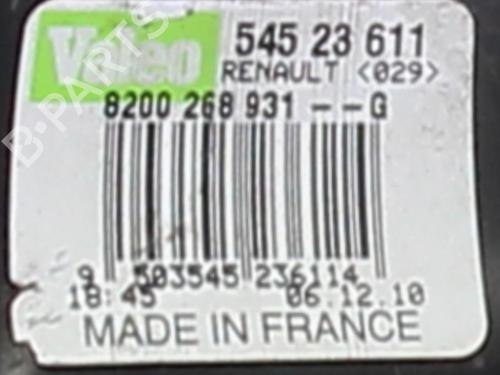 Valeo 545 23 611
RENAULT <029>
8200 268 931 -- G
9 503545 236114
18:45 06.12.10
MADE IN FRANCE
B-PARTS